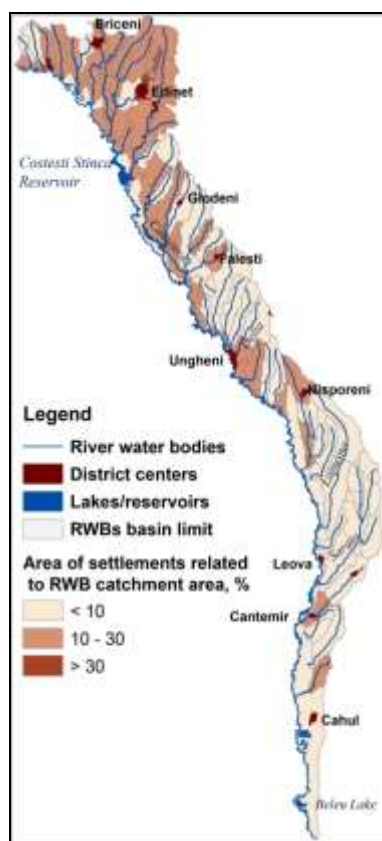 Briceni
Edinet
Costesti Stinca
Reservoir
Glodeni
Falesti
Ungheni
Nisporeni
Legend
River water bodies
District centers
Lakes/reservoirs
RWBs basin limit
Area of settlements related
to RWB catchment area, %
< 10
10 - 30
> 30
Leova
Cantemir
Cahul
Beleu Lake